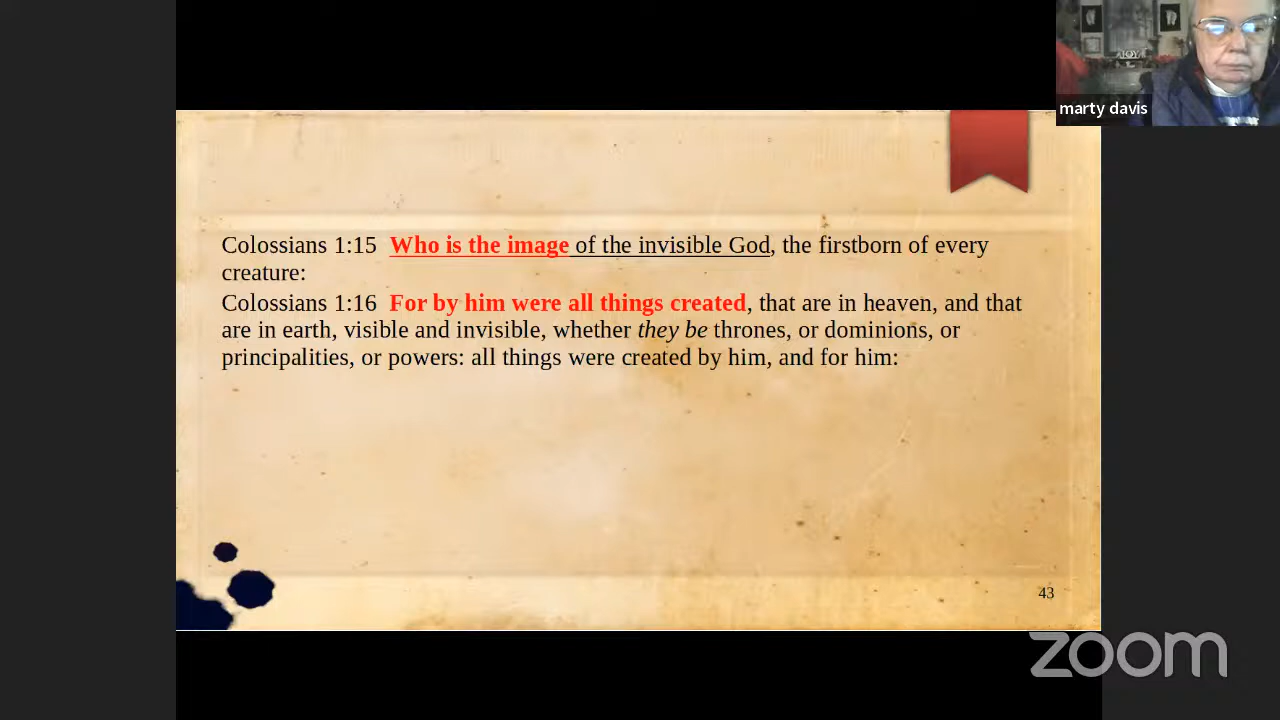 marty davis
Colossians 1:15 Who is the image of the invisible God, the firstborn of every
creature:
Colossians 1:16 For by him were all things created, that are in heaven, and that
are in earth, visible and invisible, whether they be thrones, or dominions, or
principalities, or powers: all things were created by him, and for him:
43
zoom